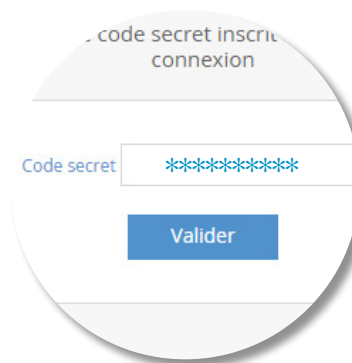 code secret inscrit
connexion
Code secret **********
Valider